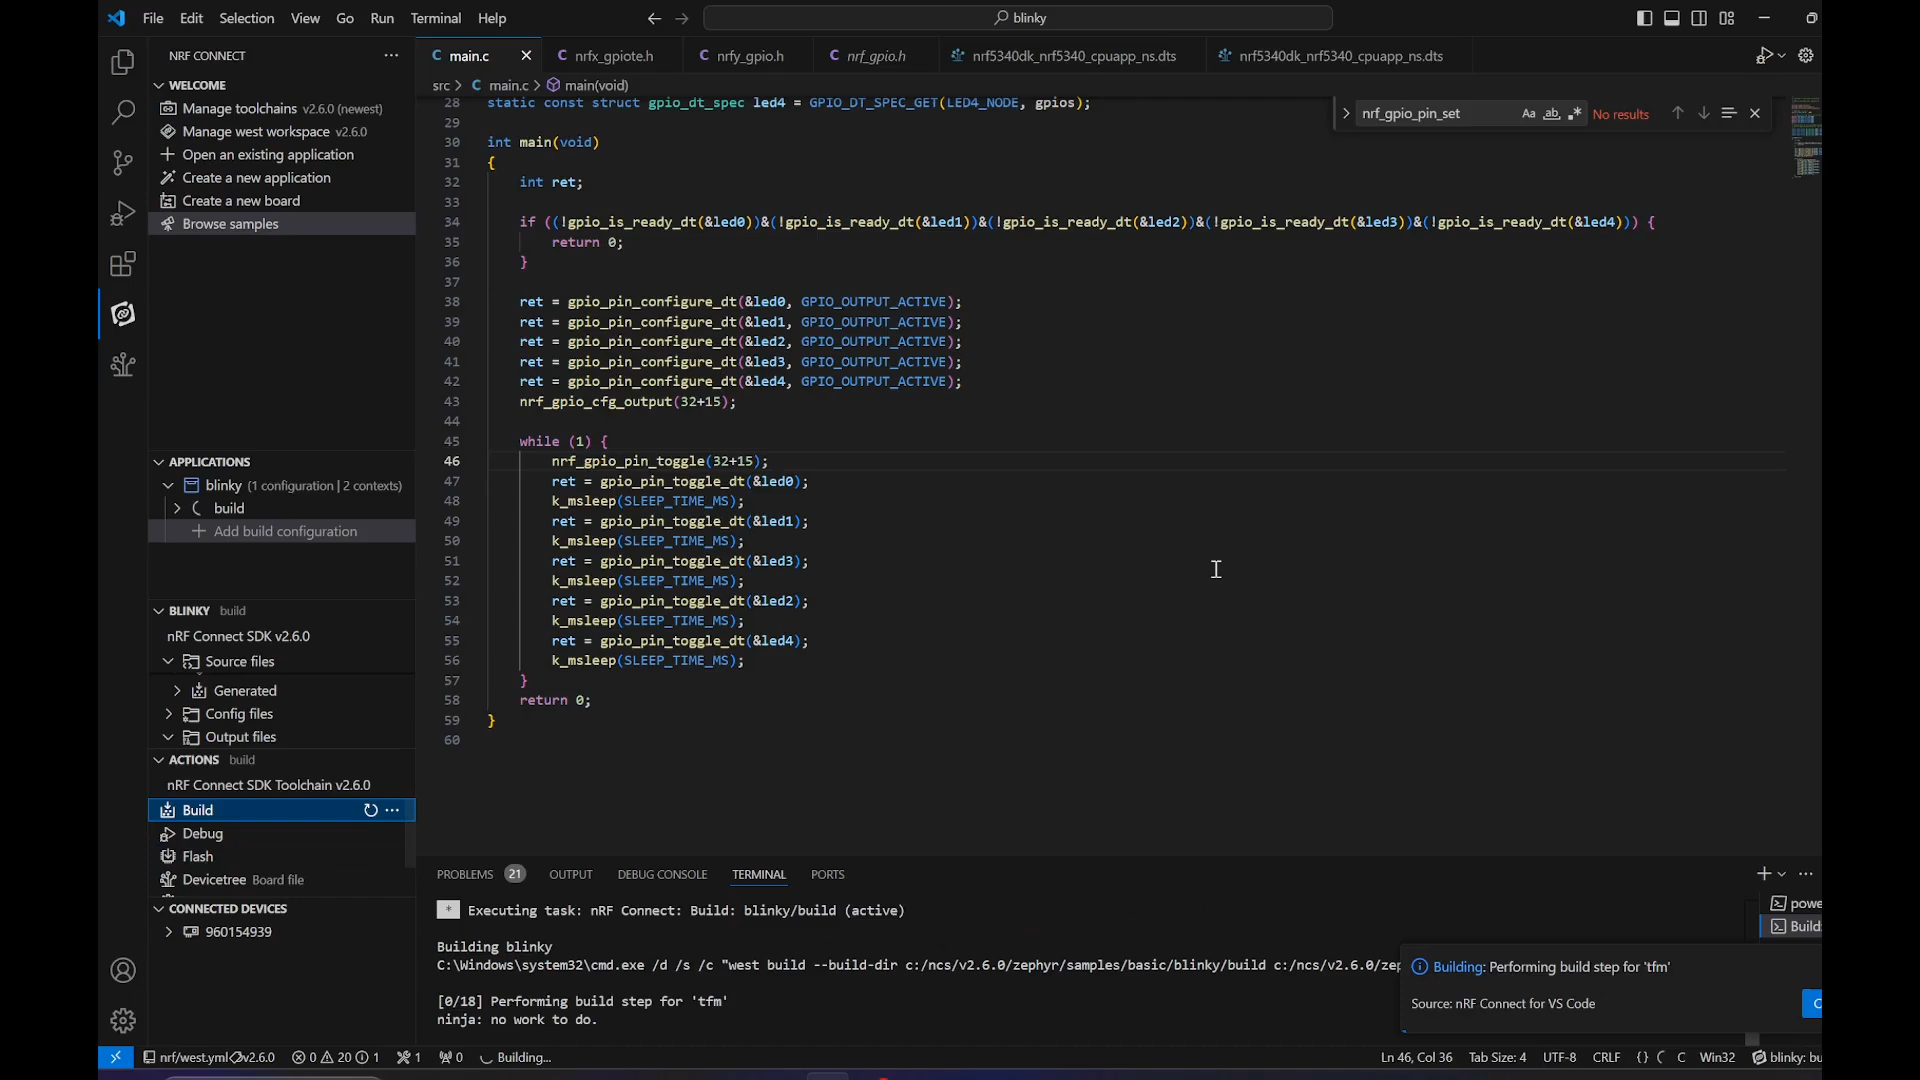 File Edit Selection View Go Run Terminal Help
blinky
NRF CONNECT
WELCOME
Manage toolchains v2.6.0 (newest)
Manage west workspace v2.6.0
Open an existing application
Create a new application
Create a new board
Browse samples
APPLICATIONS
blinky (1 configuration | 2 contexts)
build
Add build configuration
BLINKY build
nRF Connect SDK v2.6.0
Source files
Generated
Config files
Output files
ACTIONS build
nRF Connect SDK Toolchain v2.6.0
Build
Debug
Flash
Devicetree Board file
CONNECTED DEVICES
960154939
C main.c
C nrfx_gpiote.h
C nrfy_gpio.h
C nrf_gpio.h
nrf5340dk_nrf5340_cpuapp_ns.dts
nrf5340dk_nrf5340_cpuapp_ns.dts
src > C main.c > main(void)
nrf_gpio_pin_set Aa ab .* No results
28 static const struct gpio_dt_spec led4 = GPIO_DT_SPEC_GET(LED4_NODE, gpios);
29
30 int main(void)
31 {
32 int ret;
33
34 if ((!gpio_is_ready_dt(&led0))&(!gpio_is_ready_dt(&led1))&(!gpio_is_ready_dt(&led2))&(!gpio_is_ready_dt(&led3))&(!gpio_is_ready_dt(&led4))) {
35 return 0;
36 }
37
38 ret = gpio_pin_configure_dt(&led0, GPIO_OUTPUT_ACTIVE);
39 ret = gpio_pin_configure_dt(&led1, GPIO_OUTPUT_ACTIVE);
40 ret = gpio_pin_configure_dt(&led2, GPIO_OUTPUT_ACTIVE);
41 ret = gpio_pin_configure_dt(&led3, GPIO_OUTPUT_ACTIVE);
42 ret = gpio_pin_configure_dt(&led4, GPIO_OUTPUT_ACTIVE);
43 nrf_gpio_cfg_output(32+15);
44
45 while (1) {
46 nrf_gpio_pin_toggle(32+15);
47 ret = gpio_pin_toggle_dt(&led0);
48 k_msleep(SLEEP_TIME_MS);
49 ret = gpio_pin_toggle_dt(&led1);
50 k_msleep(SLEEP_TIME_MS);
51 ret = gpio_pin_toggle_dt(&led3);
52 k_msleep(SLEEP_TIME_MS);
53 ret = gpio_pin_toggle_dt(&led2);
54 k_msleep(SLEEP_TIME_MS);
55 ret = gpio_pin_toggle_dt(&led4);
56 k_msleep(SLEEP_TIME_MS);
57 }
58 return 0;
59 }
60
PROBLEMS 21 OUTPUT DEBUG CONSOLE TERMINAL PORTS
* Executing task: nRF Connect: Build: blinky/build (active)
Building blinky
C:\Windows\system32\cmd.exe /d /s /c "west build --build-dir c:/ncs/v2.6.0/zephyr/samples/basic/blinky/build c:/ncs/v2.6.0/zep
[0/18] Performing build step for 'tfm'
ninja: no work to do.
powe
Build:
Building: Performing build step for 'tfm'
Source: nRF Connect for VS Code
C
nrf/west.yml v2.6.0 0 20 1 1 0 Building...
Ln 46, Col 36 Tab Size: 4 UTF-8 CRLF {} C Win32 blinky: bu